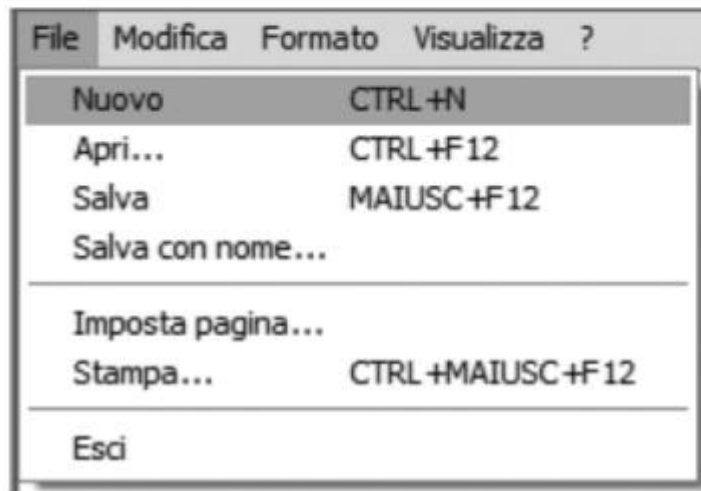 File Modifica Formato Visualizza ?
Nuovo CTRL+N
Apri... CTRL+F12
Salva MAIUSC+F12
Salva con nome...
Imposta pagina...
Stampa... CTRL+MAIUSC+F12
Esci